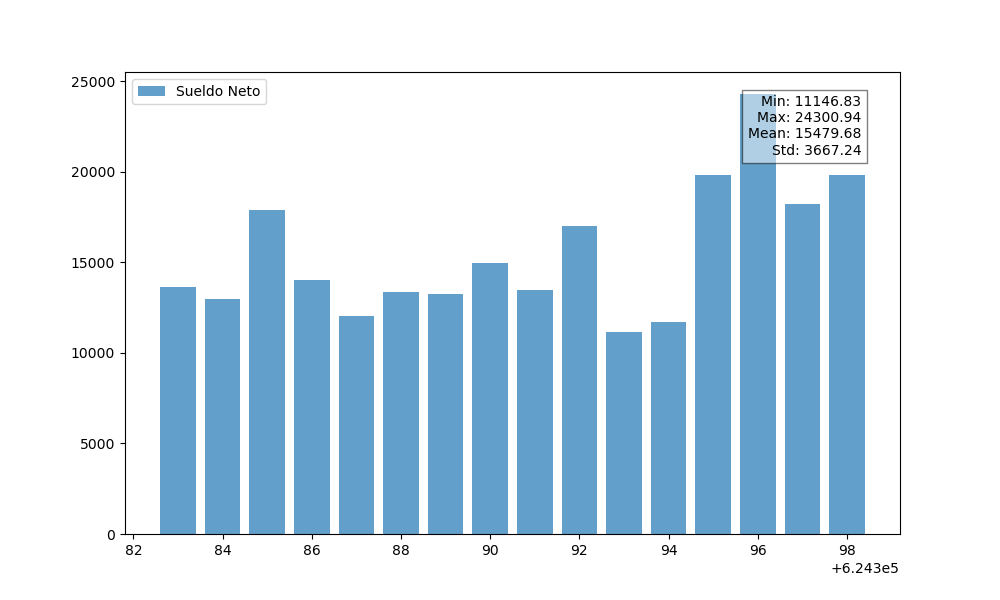 Sueldo Neto
Min: 11146.83
Max: 24300.94
Mean: 15479.68
Std: 3667.24
25000
20000
15000
10000
5000
0
82 84 86 88 90 92 94 96 98
+6.243e5